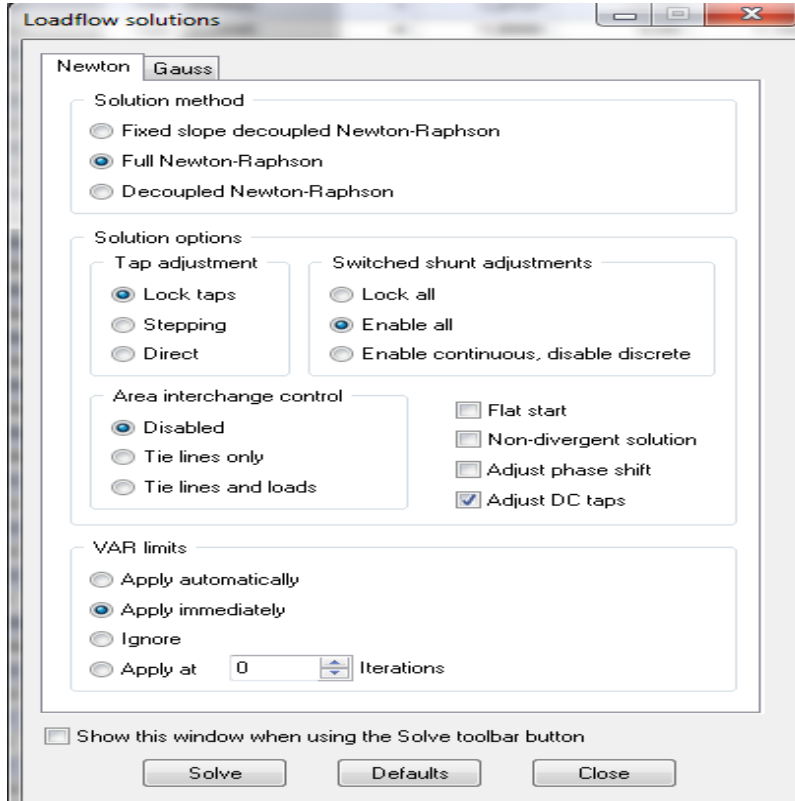 Loadflow solutions
Newton Gauss
Solution method
Fixed slope decoupled Newton-Raphson
Full Newton-Raphson
Decoupled Newton-Raphson
Solution options
Tap adjustment
Lock taps
Stepping
Direct
Switched shunt adjustments
Lock all
Enable all
Enable continuous, disable discrete
Area interchange control
Disabled
Tie lines only
Tie lines and loads
Flat start
Non-divergent solution
Adjust phase shift
Adjust DC taps
VAR limits
Apply automatically
Apply immediately
Ignore
Apply at 0 Iterations
Show this window when using the Solve toolbar button
Solve Defaults Close